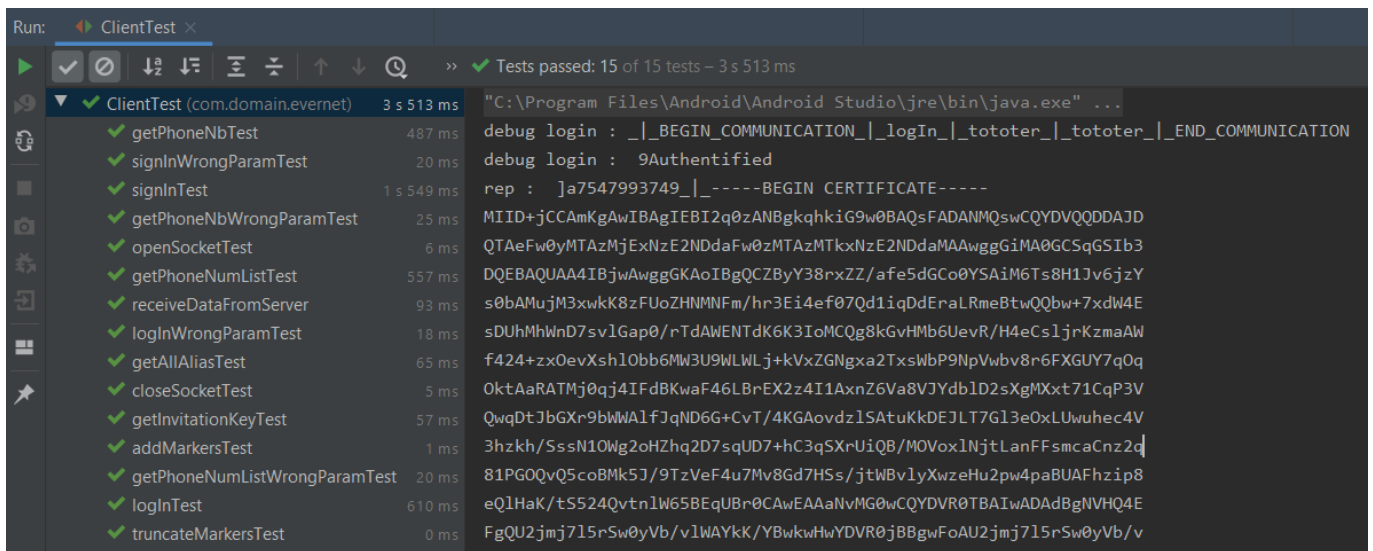 Run: ClientTest
Tests passed: 15 of 15 tests – 3 s 513 ms
ClientTest (com.domain.evernet) 3 s 513 ms
getPhoneNbTest 487 ms
signInWrongParamTest 20 ms
signInTest 1 s 549 ms
getPhoneNbWrongParamTest 25 ms
openSocketTest 6 ms
getPhoneNumListTest 557 ms
receiveDataFromServer 93 ms
logInWrongParamTest 18 ms
getAllAliasTest 65 ms
closeSocketTest 5 ms
getInvitationKeyTest 57 ms
addMarkersTest 1 ms
getPhoneNumListWrongParamTest 20 ms
logInTest 610 ms
truncateMarkersTest 0 ms
"C:\Program Files\Android\Android Studio\jre\bin\java.exe" ...
debug login : _|_BEGIN_COMMUNICATION_|_logIn_|_tototer_|_tototer_|_END_COMMUNICATION
debug login :  9Authentified
rep :  ]a7547993749_|_-----BEGIN CERTIFICATE-----
MIID+jCCAmKgAwIBAgIEBI2q0zANBgkqhkiG9w0BAQsFADANMQswCQYDVQQDDAJD
QTAeFw0yMTAzMjExNzE2NDdaFw0zMTAzMTkxNzE2NDdaMAAwggGiMA0GCSqGSIb3
DQEBAQUAA4IBjwAwggGKAoIBgQCZByY38rxZZ/afe5dGCo0YSAiM6Ts8H1Jv6jzY
s0bAMujM3xwkK8zFUoZHNMNFm/hr3Ei4ef07Qd1iqDdEraLRmeBtwQQbw+7xdW4E
sDUhMhWnD7svlGap0/rTdAWENTdK6K3IoMCQg8kGvHMb6UevR/H4eCsljrKzmaAW
f424+zxOevXshlObb6MW3U9WLWLj+kVxZGNgxa2TxsWbP9NpVwbv8r6FXGUY7qOq
OktAaRATMj0qj4IFdBKwaF46LBrEX2z4I1AxnZ6Va8VJYdblD2sXgMXxt71CqP3V
QwqDtJbGXr9bWWAlfJqND6G+CvT/4KGAovdzlSAtuKkDEJLT7Gl3eOxLUwuhec4V
3hzkh/SssN1OWg2oHZhq2D7sqUD7+hC3qSXrUiQB/MOVoxlNjtLanFFsmcaCnz2q
81PGOQvQ5coBMk5J/9TzVeF4u7Mv8Gd7HSs/jtWBvlyXwzeHu2pw4paBUAFhzip8
eQlHaK/tS524QvtnlW65BEqUBr0CAwEAAaNvMG0wCQYDVR0TBAIwADAdBgNVHQ4E
FgQU2jmj7l5rSw0yVb/vlWAYkK/YBwkwHwYDVR0jBBgwFoAU2jmj7l5rSw0yVb/v